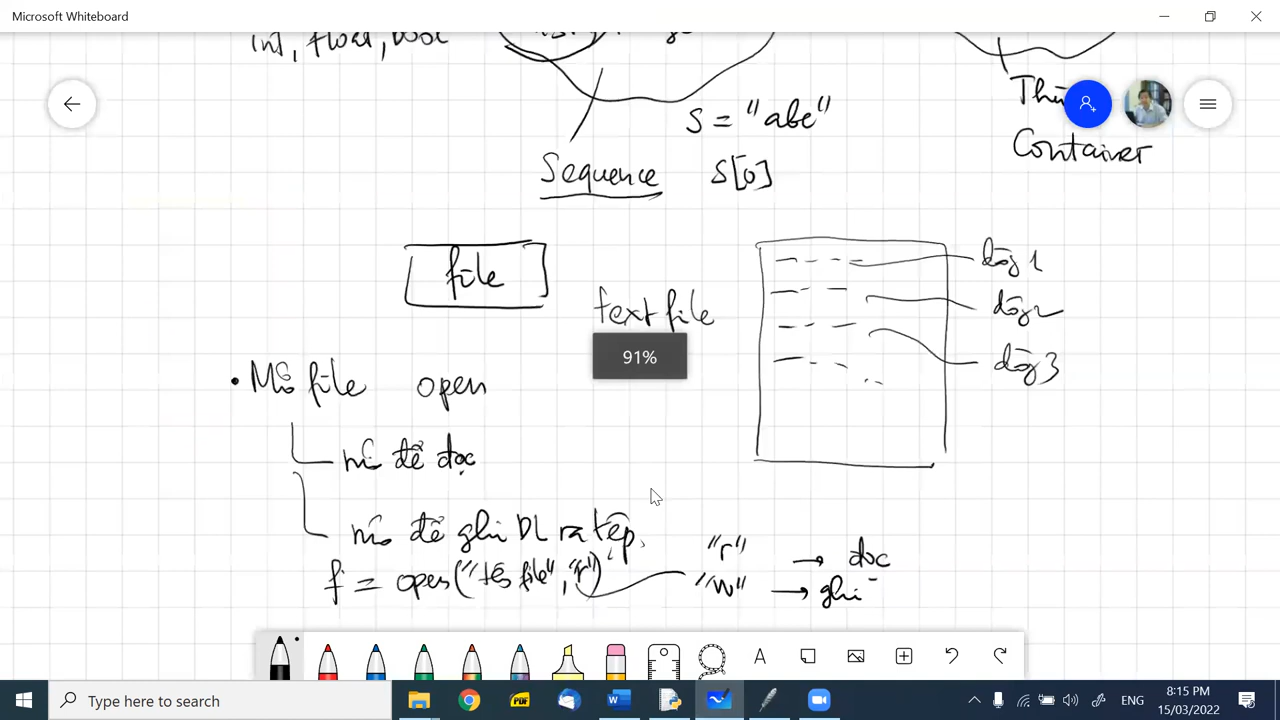 Microsoft Whiteboard
int, float, bool
S = "abc"
Thù
Container
Sequence
S[0]
file
text file
dòng 1
dòng 2
dòng 3
91%
• Mở file open
mở để đọc
mở để ghi DL ra tệp.
f = open("tên file", "r")
"r" → đọc
"w" → ghi
A
Type here to search
PDF
ENG
8:15 PM
15/03/2022